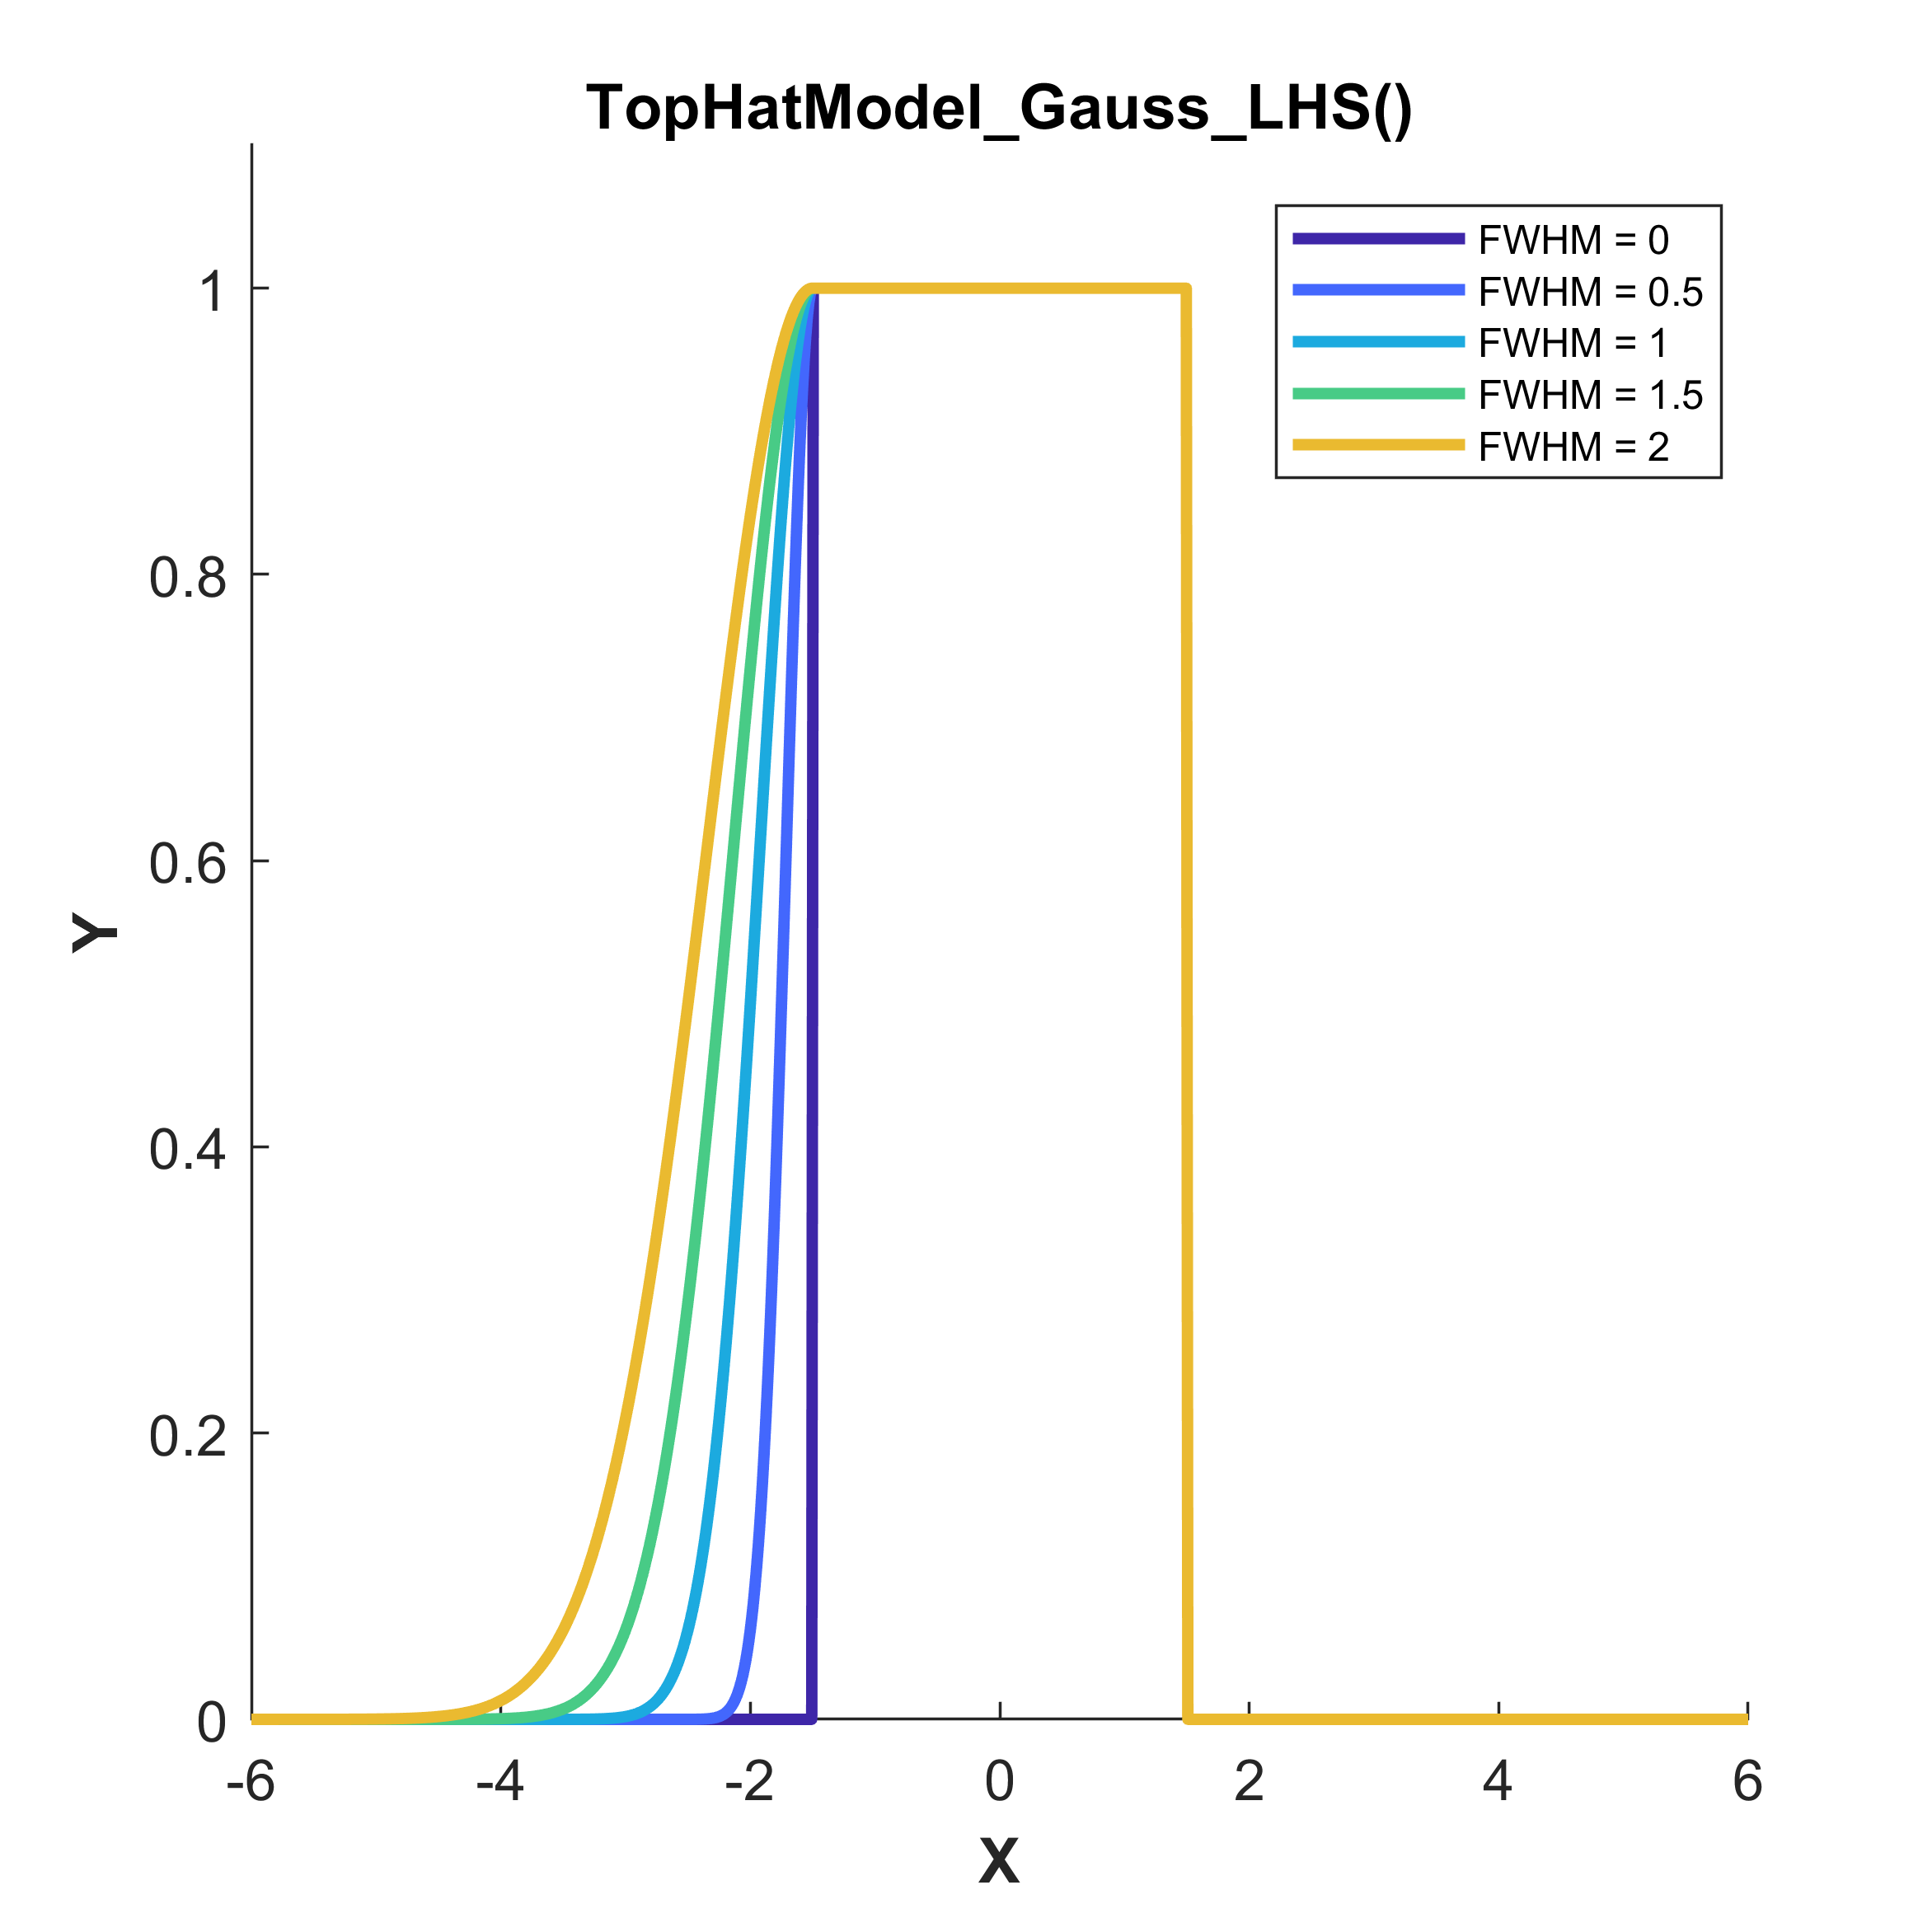 TopHatModel_Gauss_LHS()
FWHM = 0
FWHM = 0.5
FWHM = 1
FWHM = 1.5
FWHM = 2
1
0.8
0.6
0.4
0.2
0
Y
-6 -4 -2 0 2 4 6
X